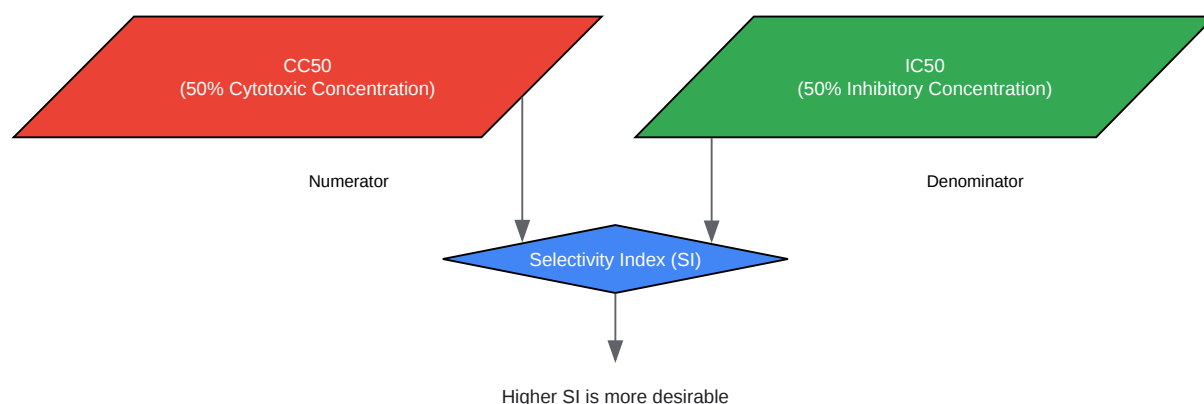 CC50
(50% Cytotoxic Concentration)
IC50
(50% Inhibitory Concentration)
Numerator
Denominator
Selectivity Index (SI)
Higher SI is more desirable